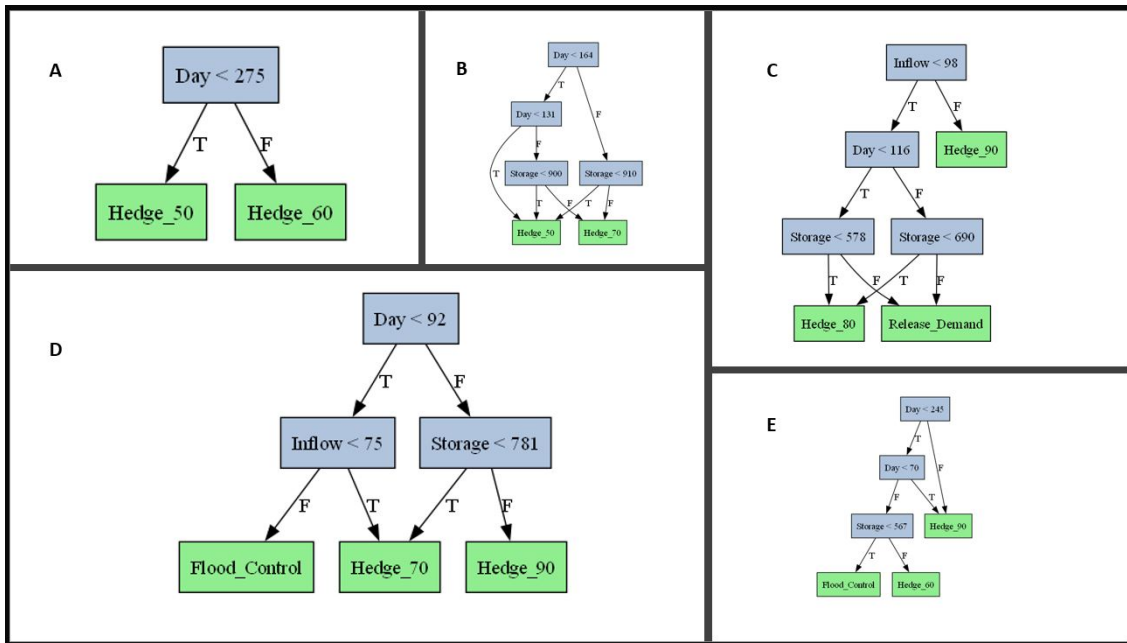 A
Day < 275
T
F
Hedge_50
Hedge_60
B
Day < 164
T
F
Day < 131
T
F
Storage < 900
Storage < 910
T
F
T
F
Hedge_50
Hedge_70
C
Inflow < 98
T
F
Day < 116
Hedge_90
T
F
Storage < 578
Storage < 690
T
F
T
F
Hedge_80
Release_Demand
D
Day < 92
T
F
Inflow < 75
Storage < 781
F
T
T
F
Flood_Control
Hedge_70
Hedge_90
E
Day < 245
T
F
Day < 70
F
T
Storage < 567
Hedge_90
T
F
Flood_Control
Hedge_60